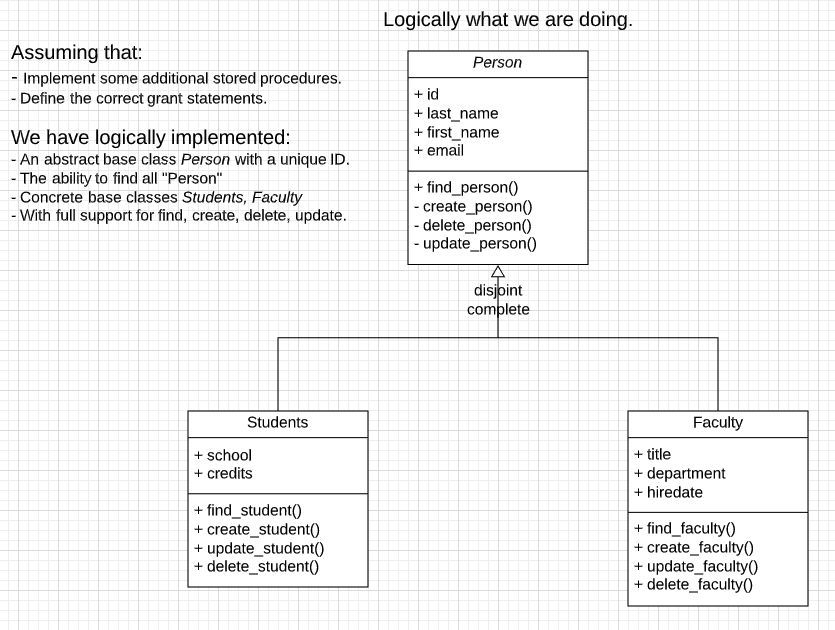 Logically what we are doing.
Assuming that:
- Implement some additional stored procedures.
- Define the correct grant statements.
We have logically implemented:
- An abstract base class Person with a unique ID.
- The ability to find all "Person"
- Concrete base classes Students, Faculty
- With full support for find, create, delete, update.
Person
+ id
+ last_name
+ first_name
+ email
+ find_person()
- create_person()
- delete_person()
- update_person()
disjoint
complete
Students
+ school
+ credits
+ find_student()
+ create_student()
+ update_student()
+ delete_student()
Faculty
+ title
+ department
+ hiredate
+ find_faculty()
+ create_faculty()
+ update_faculty()
+ delete_faculty()